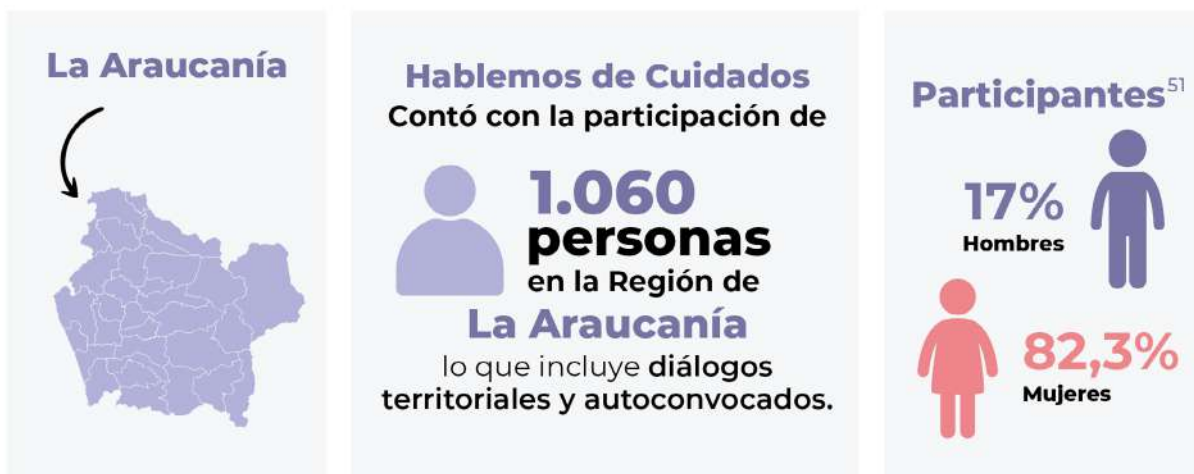 La Araucanía
Hablemos de Cuidados
Contó con la participación de
1.060
personas
en la Región de
La Araucanía
lo que incluye diálogos
territoriales y autoconvocados.
Participantes51
17%
Hombres
82,3%
Mujeres